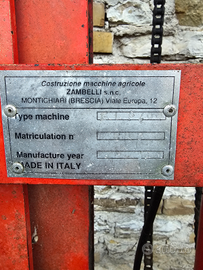 Costruzione macchine agricole
ZAMBELLI s.n.c.
MONTICHIARI (BRESCIA) Viale Europa, 12
Type machine
Matriculation n
Manufacture year
MADE IN ITALY